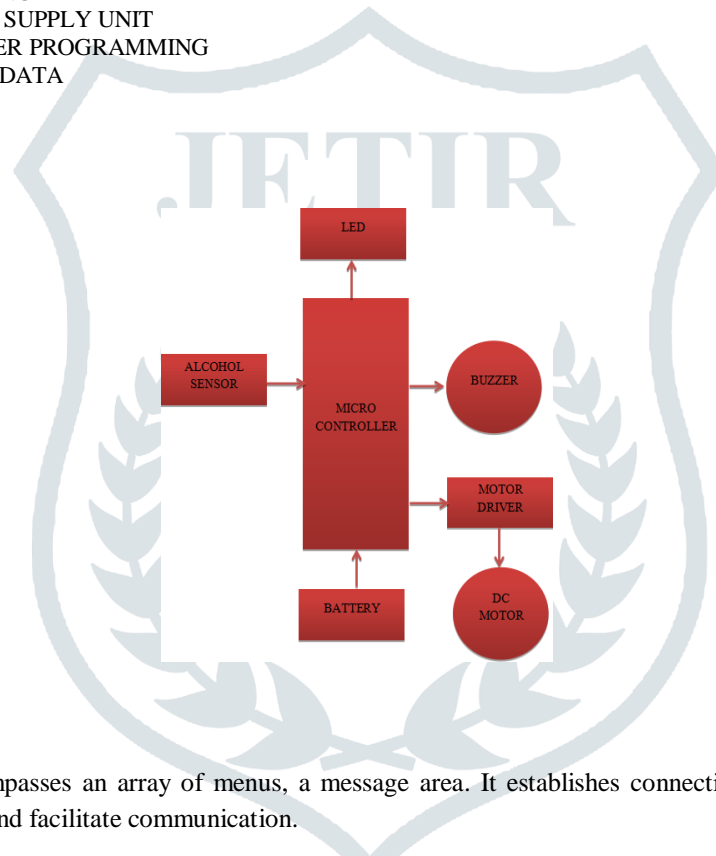 SUPPLY UNIT
ER PROGRAMMING
DATA
JETIR
LED
ALCOHOL
SENSOR
BUZZER
MICRO
CONTROLLER
MOTOR
DRIVER
BATTERY
DC
MOTOR
mpasses an array of menus, a message area. It establishes connecti
nd facilitate communication.